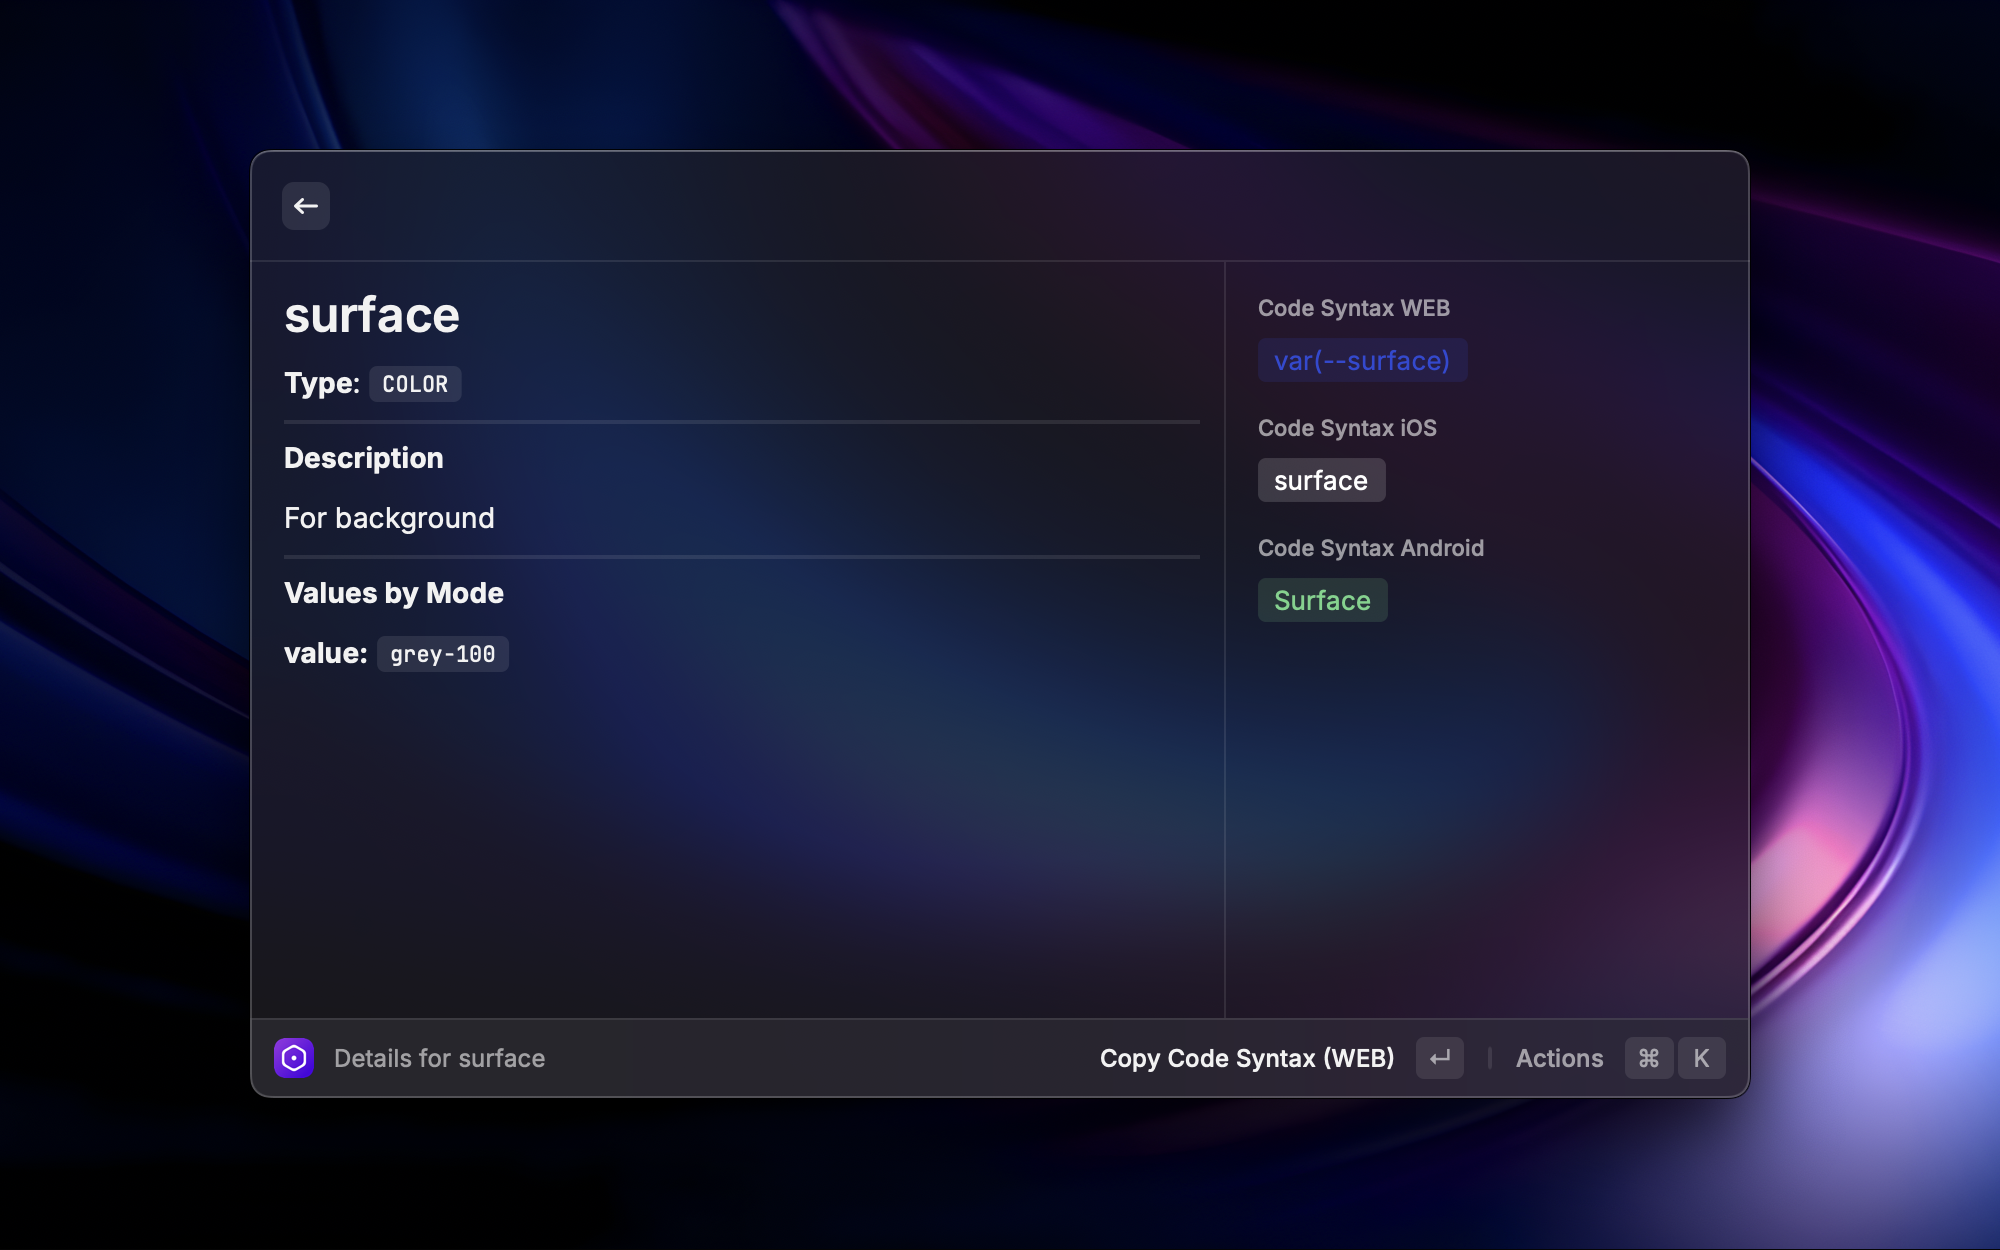 surface
Type: COLOR
Description
For background
Values by Mode
value: grey-100
Code Syntax WEB
var(--surface)
Code Syntax iOS
surface
Code Syntax Android
Surface
Details for surface
Copy Code Syntax (WEB) ↵ | Actions ⌘ K